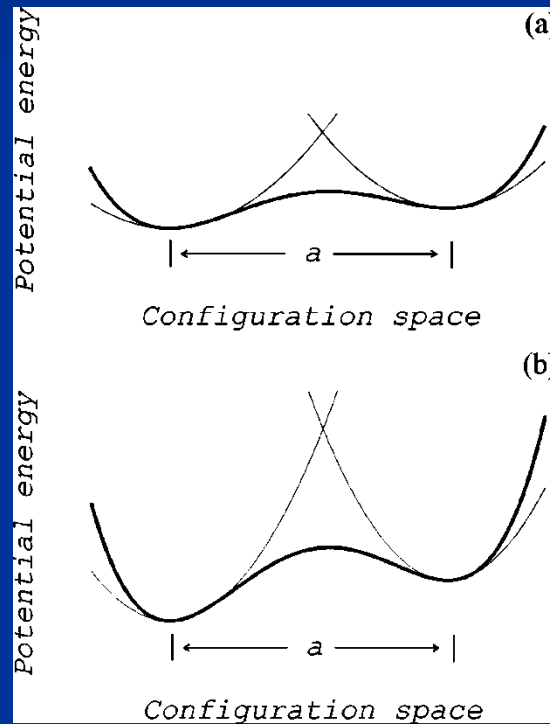 (a)
Potential energy
a
Configuration space
(b)
Potential energy
a
Configuration space